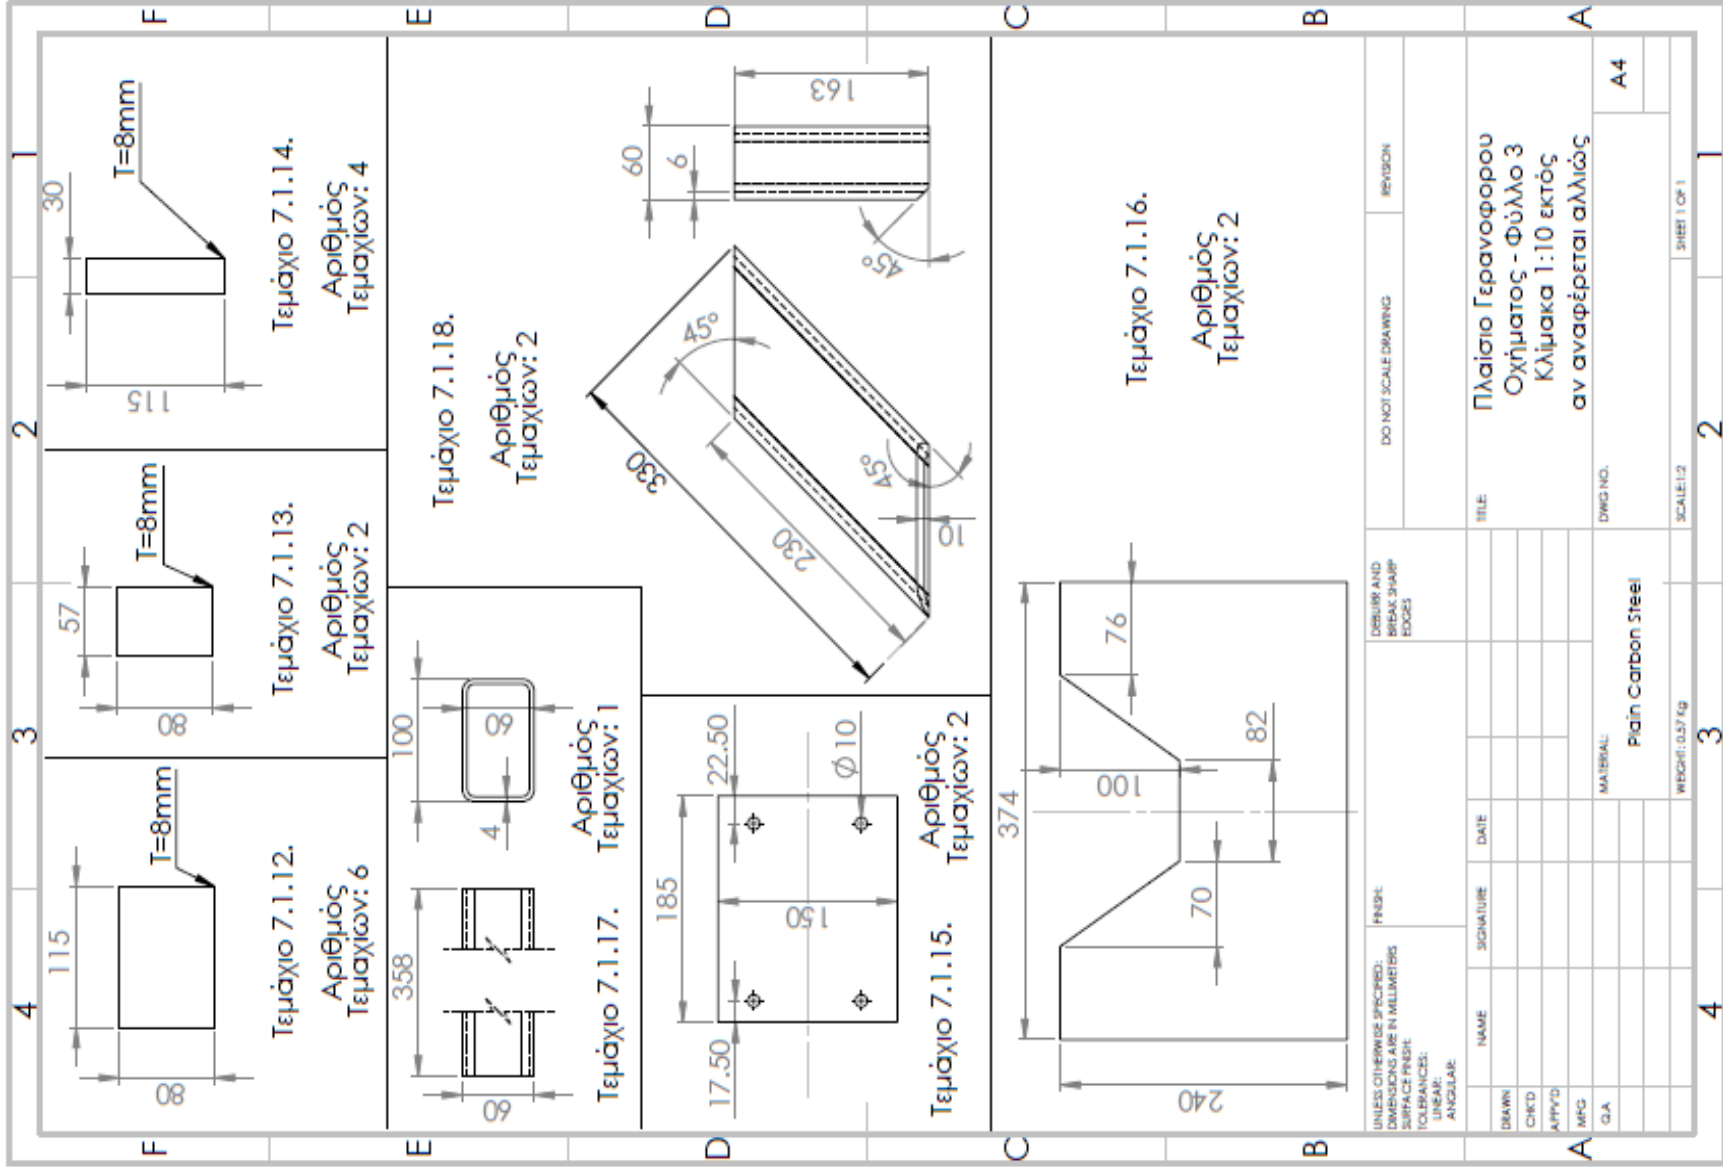 4
3
2
1
F
E
D
C
B
A
115
80
T=8mm
Τεμάχιο 7.1.12.
Αριθμός
Τεμαχίων: 6
57
80
T=8mm
Τεμάχιο 7.1.13.
Αριθμός
Τεμαχίων: 2
30
115
T=8mm
Τεμάχιο 7.1.14.
Αριθμός
Τεμαχίων: 4
358
60
100
60
4
Τεμάχιο 7.1.17.
Αριθμός
Τεμαχίων: 1
Τεμάχιο 7.1.18.
Αριθμός
Τεμαχίων: 2
330
230
45°
45°
10
60
6
163
45°
17.50
185
22.50
150
Φ10
Τεμάχιο 7.1.15.
Αριθμός
Τεμαχίων: 2
374
240
100
76
70
82
Τεμάχιο 7.1.16.
Αριθμός
Τεμαχίων: 2
UNLESS OTHERWISE SPECIFIED:
DIMENSIONS ARE IN MILLIMETERS
SURFACE FINISH:
TOLERANCES:
LINEAR:
ANGULAR:
FINISH:
DEBURR AND
BREAK SHARP
EDGES
DO NOT SCALE DRAWING
REVISION
NAME
SIGNATURE
DATE
DRAWN
CHK'D
APPV'D
MFG
Q.A
TITLE:
Πλαίσιο Γερανοφορου
Οχήματος - Φύλλο 3
Κλίμακα 1:10 εκτός
αν αναφέρεται αλλιώς
MATERIAL:
Plain Carbon Steel
DWG NO.
A4
WEIGHT: 0.57 Kg
SCALE:1:2
SHEET 1 OF 1
F
E
D
C
B
A
4
3
2
1